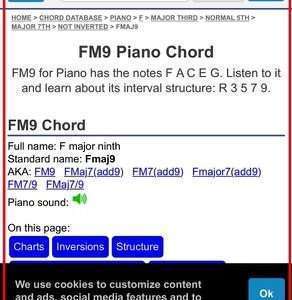 HOME > CHORD DATABASE > PIANO > F > MAJOR THIRD > NORMAL 5TH >
MAJOR 7TH > NOT INVERTED > FMAJ9
FM9 Piano Chord
FM9 for Piano has the notes F A C E G. Listen to it
and learn about its interval structure: R 3 5 7 9.
FM9 Chord
Full name: F major ninth
Standard name: Fmaj9
AKA: FM9 FMaj7(add9) FM7(add9) Fmajor7(add9)
FM7/9 FMaj7/9
Piano sound:
On this page:
Charts Inversions Structure
We use cookies to customize content
and ads, social media features and to
Ok